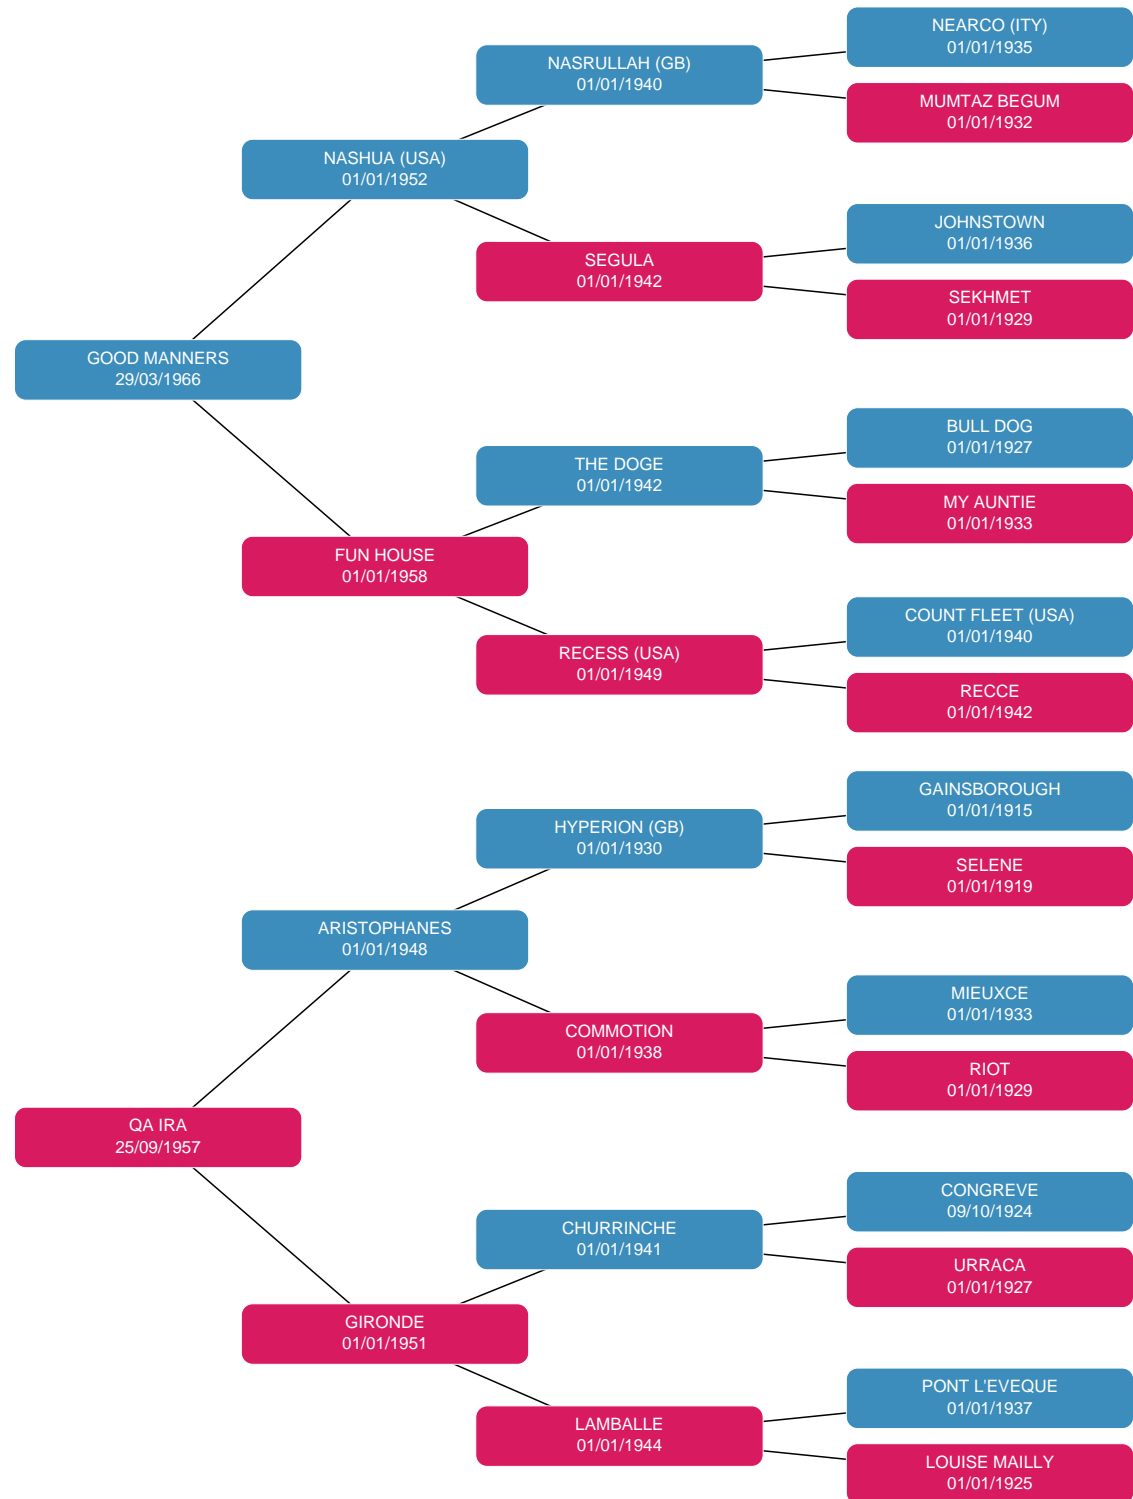 NEARCO (ITY)
01/01/1935
NASRULLAH (GB)
01/01/1940
MUMTAZ BEGUM
01/01/1932
NASHUA (USA)
01/01/1952
JOHNSTOWN
01/01/1936
SEGULA
01/01/1942
SEKHMET
01/01/1929
GOOD MANNERS
29/03/1966
BULL DOG
01/01/1927
THE DOGE
01/01/1942
MY AUNTIE
01/01/1933
FUN HOUSE
01/01/1958
COUNT FLEET (USA)
01/01/1940
RECESS (USA)
01/01/1949
RECCE
01/01/1942
GAINSBOROUGH
01/01/1915
HYPERION (GB)
01/01/1930
SELENE
01/01/1919
ARISTOPHANES
01/01/1948
MIEUXCE
01/01/1933
COMMOTION
01/01/1938
RIOT
01/01/1929
QA IRA
25/09/1957
CONGREVE
09/10/1924
CHURRINCHE
01/01/1941
URRACA
01/01/1927
GIRONDE
01/01/1951
PONT L'EVEQUE
01/01/1937
LAMBALLE
01/01/1944
LOUISE MAILLY
01/01/1925